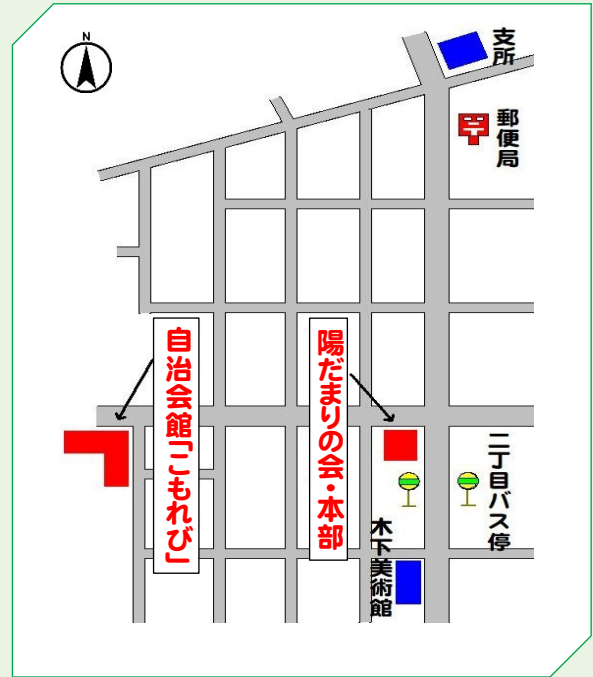 N
支所
郵便局
自治会館「こもれび」
陽だまりの会・本部
二丁目バス停
木下美術館